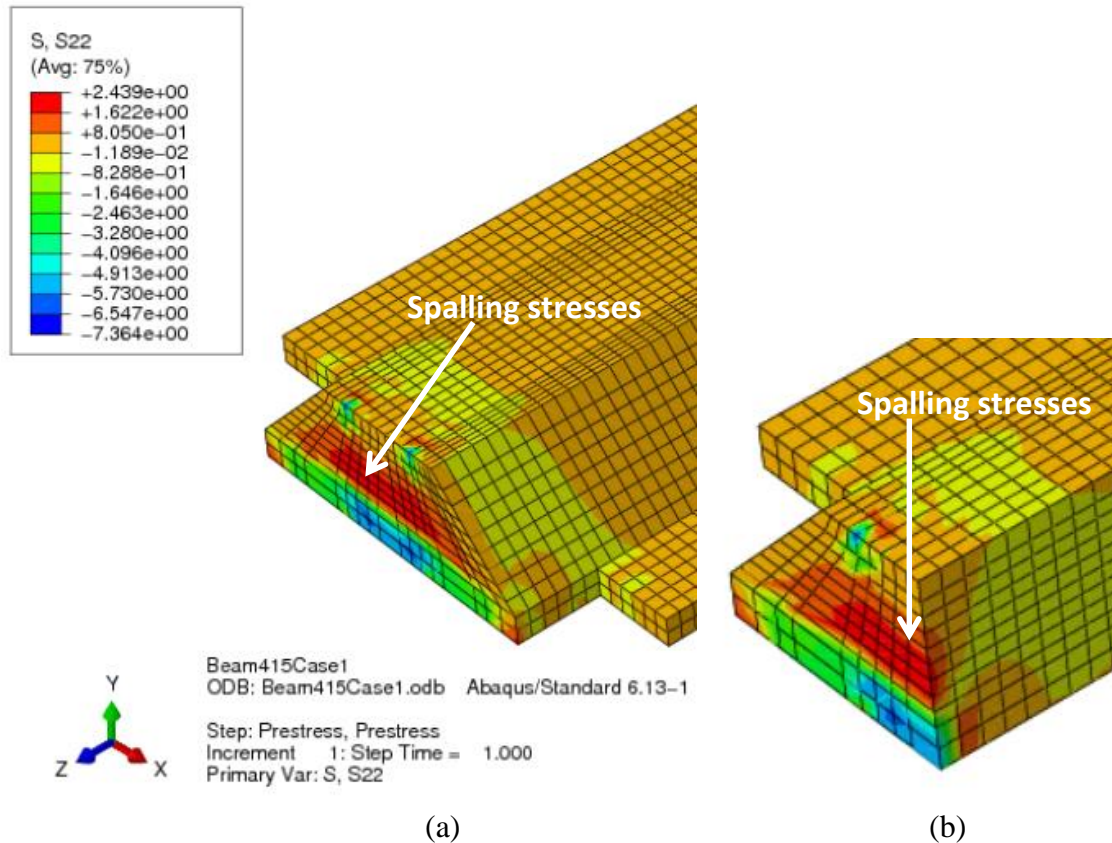 S, S22
(Avg: 75%)
+2.439e+00
+1.622e+00
+8.050e−01
−1.189e−02
−8.288e−01
−1.646e+00
−2.463e+00
−3.280e+00
−4.096e+00
−4.913e+00
−5.730e+00
−6.547e+00
−7.364e+00
Spalling stresses
Spalling stresses
Beam415Case1
ODB: Beam415Case1.odb Abaqus/Standard 6.13−1
Step: Prestress, Prestress
Increment 1: Step Time = 1.000
Primary Var: S, S22
Y
Z X
(a) (b)